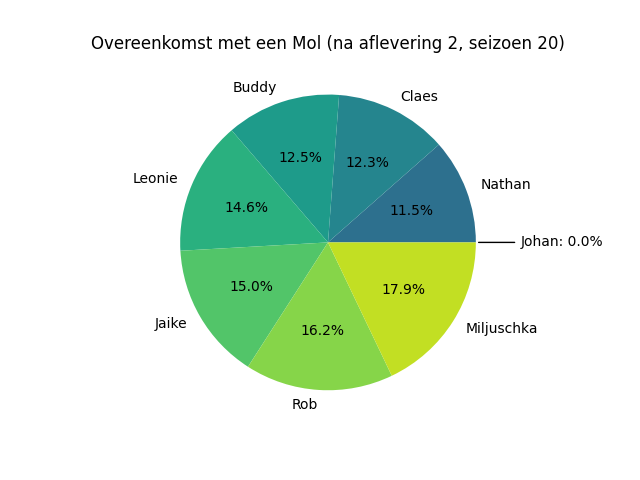 Overeenkomst met een Mol (na aflevering 2, seizoen 20)
Buddy
Claes
12.5%
12.3%
Leonie
Nathan
14.6%
11.5%
Johan: 0.0%
15.0%
17.9%
Jaike
16.2%
Miljuschka
Rob